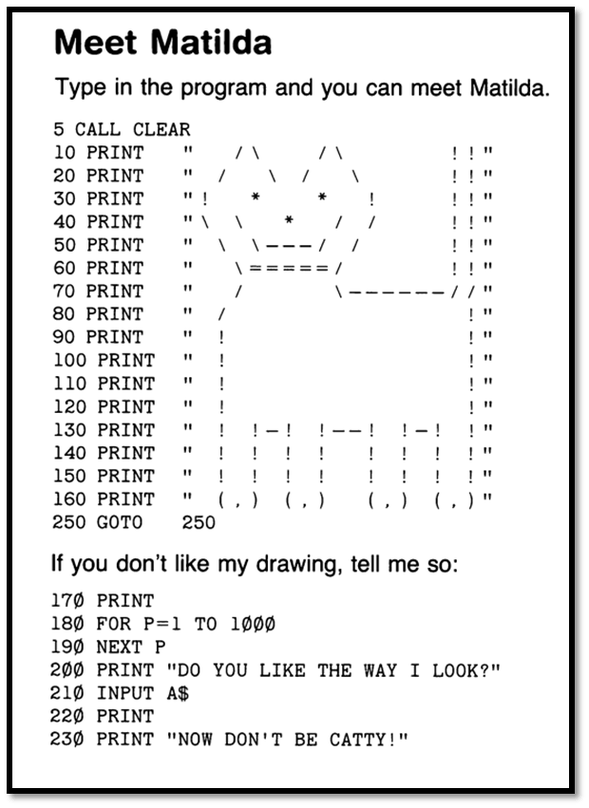 Meet Matilda
Type in the program and you can meet Matilda.
5 CALL CLEAR
10 PRINT  "   /\   /\       !!"
20 PRINT  "  /  \ /  \      !!"
30 PRINT  " !  *   *  !     !!"
40 PRINT  " \ \  *  / /     !!"
50 PRINT  "  \ \---/ /      !!"
60 PRINT  "   \=====/       !!"
70 PRINT  "   /     \------//"
80 PRINT  "  /              !"
90 PRINT  "  !              !"
100 PRINT  "  !              !"
110 PRINT  "  !              !"
120 PRINT  "  !              !"
130 PRINT  "  ! !-! !--! !-! !"
140 PRINT  "  ! ! ! !  ! ! ! !"
150 PRINT  "  ! ! ! !  ! ! ! !"
160 PRINT  "  (,) (,)  (,) (,)"
250 GOTO   250
If you don't like my drawing, tell me so:
17Ø PRINT
18Ø FOR P=1 TO 1ØØØ
19Ø NEXT P
2ØØ PRINT "DO YOU LIKE THE WAY I LOOK?"
21Ø INPUT A$
22Ø PRINT
23Ø PRINT "NOW DON'T BE CATTY!"